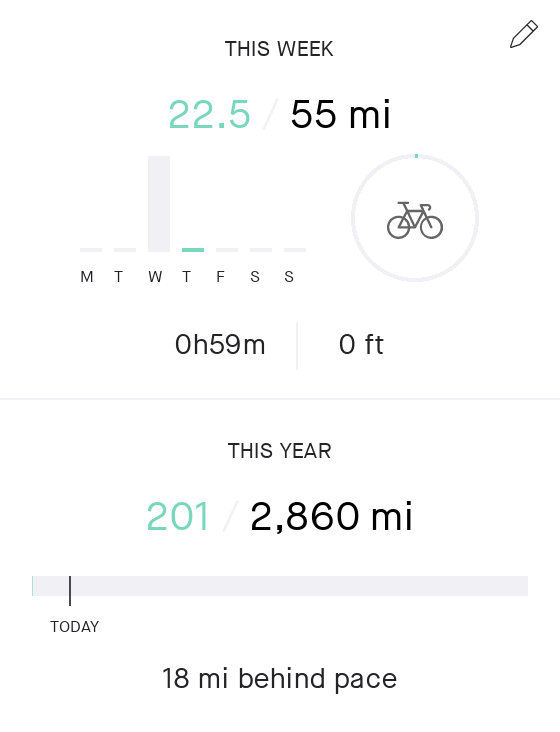 THIS WEEK
22.5 / 55 mi
M T W T F S S
0h59m 0 ft
THIS YEAR
201 / 2,860 mi
TODAY
18 mi behind pace